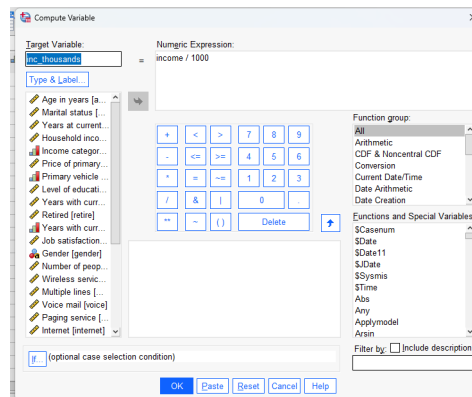 Compute Variable
Target Variable:
inc_thousands
=
Numeric Expression:
income / 1000
Type & Label...
Age in years [a...
Marital status [...
Years at current...
Household inco...
Income categor...
Price of primary...
Primary vehicle ...
Level of educati...
Years with curr...
Retired [retire]
Years with curr...
Job satisfaction...
Gender [gender]
Number of peop...
Wireless servic...
Multiple lines [...
Voice mail [voice]
Paging service [...
Internet [internet]
+ < > 7 8 9
- <= >= 4 5 6
* = ~= 1 2 3
/ & | 0 .
** ~ ( ) Delete
Function group:
All
Arithmetic
CDF & Noncentral CDF
Conversion
Current Date/Time
Date Arithmetic
Date Creation
Functions and Special Variables
$Casenum
$Date
$Date11
$JDate
$Sysmis
$Time
Abs
Any
Applymodel
Arsin
If... (optional case selection condition)
Filter by: Include description
OK Paste Reset Cancel Help